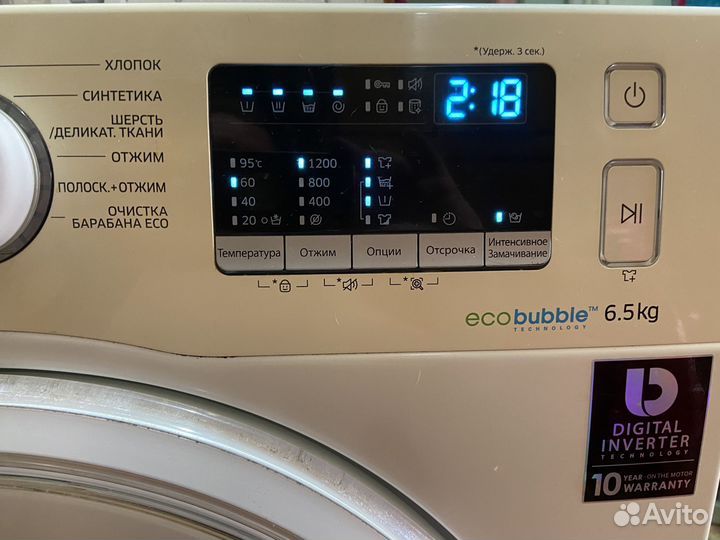 *(Удерж. 3 сек.)
ХЛОПОК
СИНТЕТИКА
ШЕРСТЬ
/ДЕЛИКАТ. ТКАНИ
ОТЖИМ
ПОЛОСК.+ОТЖИМ
ОЧИСТКА
БАРАБАНА ECO
2:18
95℃ 1200
60 800
40 400
20
Температура Отжим Опции Отсрочка Интенсивное
Замачивание
* * *
ecobubble™ 6.5kg
TECHNOLOGY
DIGITAL
INVERTER
TECHNOLOGY
10 YEAR-ON THE MOTOR
WARRANTY
Avito